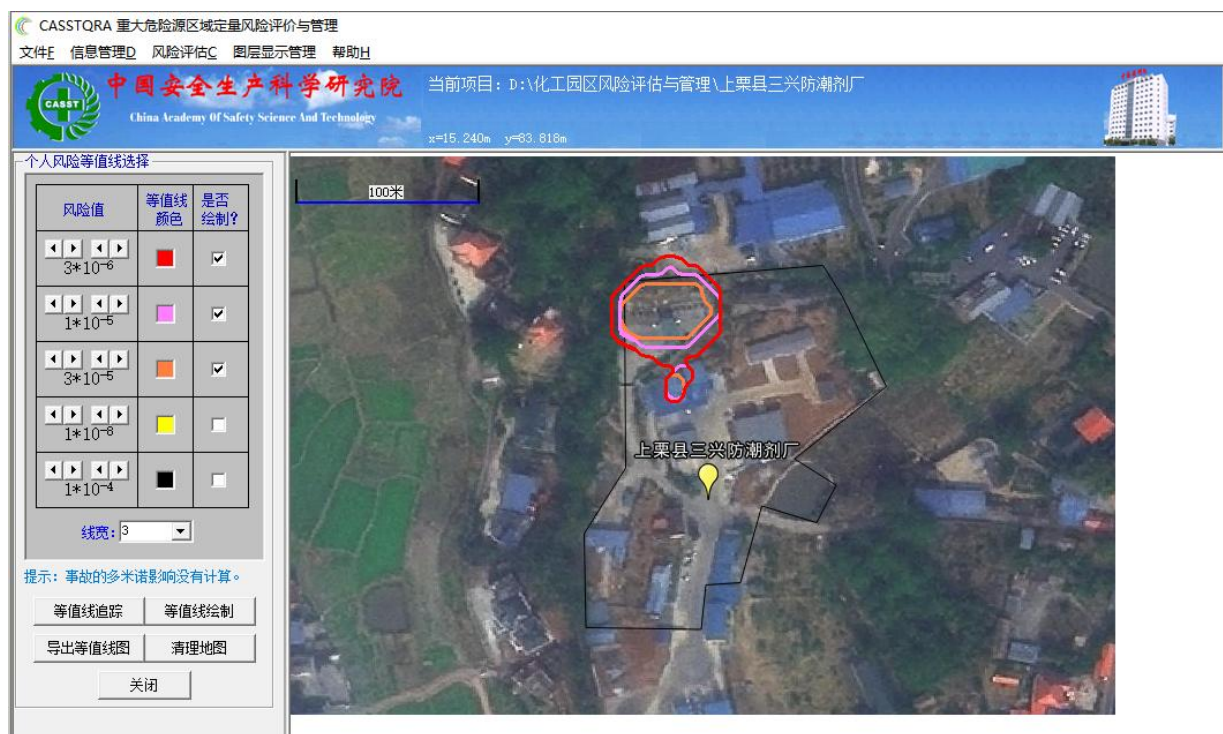 CASSTQRA 重大危险源区域定量风险评价与管理
文件F 信息管理D 风险评估C 图层显示管理 帮助H
CASST
中国安全生产科学研究院
China Academy Of Safety Science And Technology
当前项目：D:\化工园区风险评估与管理\上栗县三兴防潮剂厂
x=15.240m y=83.818m
个人风险等值线选择
风险值 等值线颜色 是否绘制?
3*10-6
1*10-5
3*10-5
1*10-8
1*10-4
线宽: 3
提示：事故的多米诺影响没有计算。
等值线追踪 等值线绘制
导出等值线图 清理地图
关闭
100米
上栗县三兴防潮剂厂